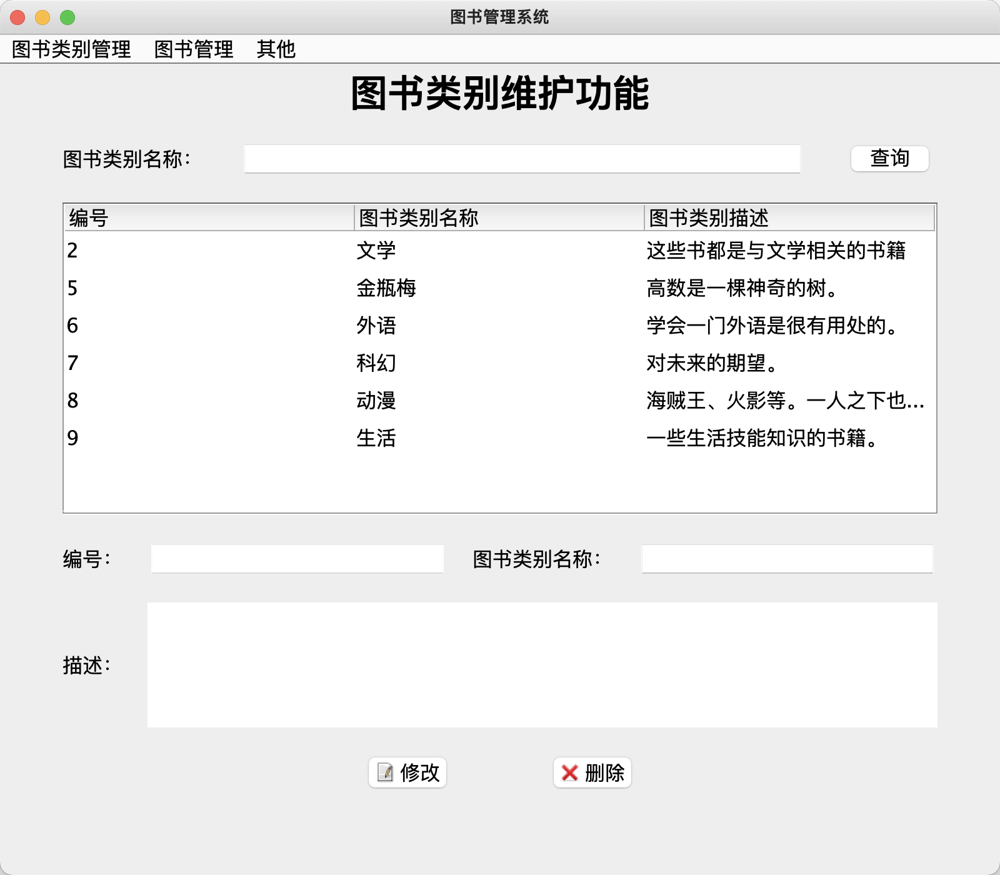 图书管理系统
图书类别管理 图书管理 其他
图书类别维护功能
图书类别名称： 查询
编号 图书类别名称 图书类别描述
2 文学 这些书都是与文学相关的书籍
5 金瓶梅 高数是一棵神奇的树。
6 外语 学会一门外语是很有用处的。
7 科幻 对未来的期望。
8 动漫 海贼王、火影等。一人之下也...
9 生活 一些生活技能知识的书籍。
编号： 图书类别名称：
描述：
修改 删除